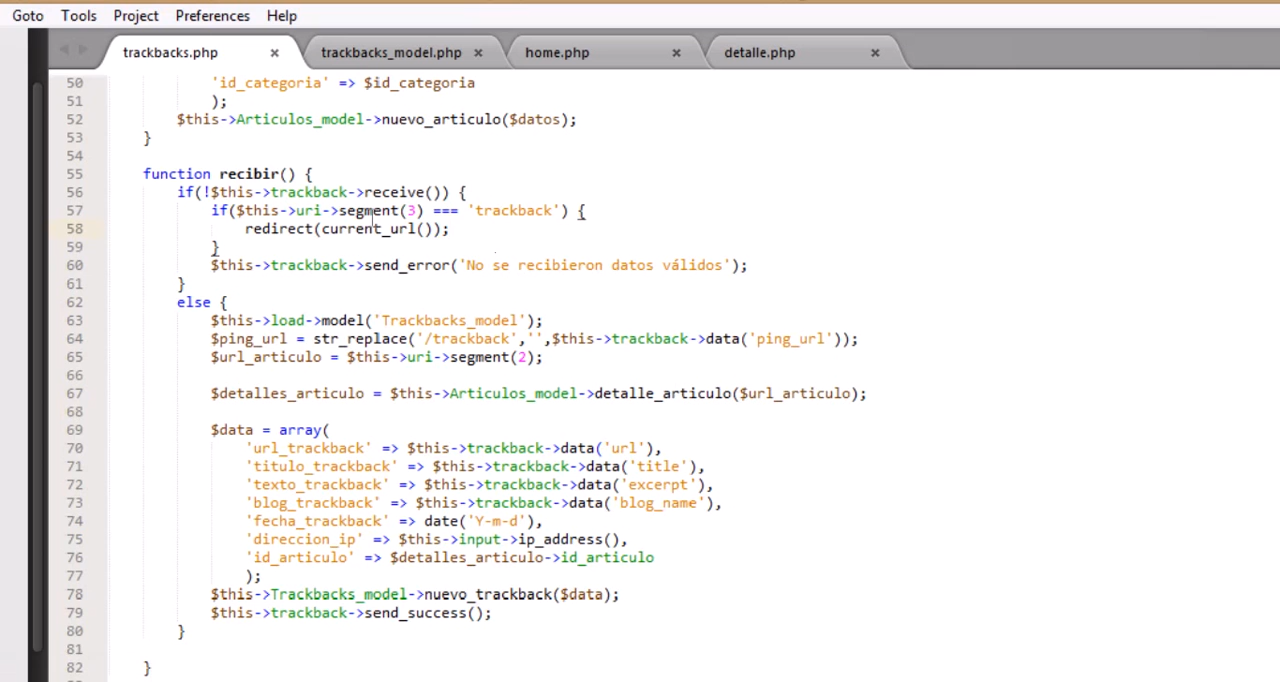 Goto Tools Project Preferences Help
trackbacks.php × trackbacks_model.php × home.php × detalle.php ×
50 'id_categoria' => $id_categoria
51 );
52 $this->Articulos_model->nuevo_articulo($datos);
53 }
54
55 function recibir() {
56 if(!$this->trackback->receive()) {
57 if($this->uri->segment(3) === 'trackback') {
58 redirect(current_url());
59 }
60 $this->trackback->send_error('No se recibieron datos válidos');
61 }
62 else {
63 $this->load->model('Trackbacks_model');
64 $ping_url = str_replace('/trackback','',$this->trackback->data('ping_url'));
65 $url_articulo = $this->uri->segment(2);
66
67 $detalles_articulo = $this->Articulos_model->detalle_articulo($url_articulo);
68
69 $data = array(
70 'url_trackback' => $this->trackback->data('url'),
71 'titulo_trackback' => $this->trackback->data('title'),
72 'texto_trackback' => $this->trackback->data('excerpt'),
73 'blog_trackback' => $this->trackback->data('blog_name'),
74 'fecha_trackback' => date('Y-m-d'),
75 'direccion_ip' => $this->input->ip_address(),
76 'id_articulo' => $detalles_articulo->id_articulo
77 );
78 $this->Trackbacks_model->nuevo_trackback($data);
79 $this->trackback->send_success();
80 }
81
82 }